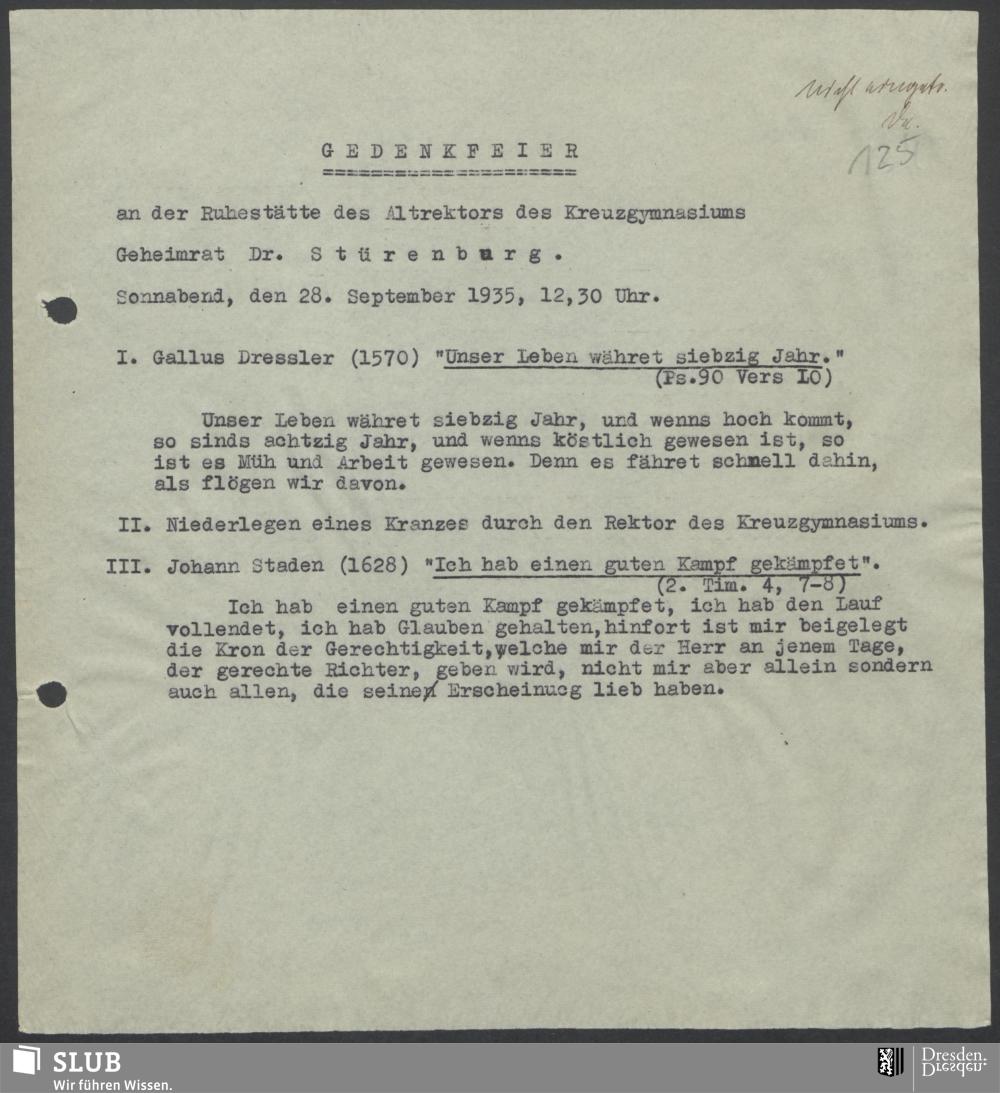 nicht
125
G E D E N K F E I E R
=====================
an der Ruhestätte des Altrektors des Kreuzgymnasiums
Geheimrat Dr. S t ü r e n b u r g .
Sonnabend, den 28. September 1935, 12,30 Uhr.
I. Gallus Dressler (1570) "Unser Leben währet siebzig Jahr."
(Ps.90 Vers 10)
Unser Leben währet siebzig Jahr, und wenns hoch kommt,
so sinds achtzig Jahr, und wenns köstlich gewesen ist, so
ist es Müh und Arbeit gewesen. Denn es fähret schnell dahin,
als flögen wir davon.
II. Niederlegen eines Kranzes durch den Rektor des Kreuzgymnasiums.
III. Johann Staden (1628) "Ich hab einen guten Kampf gekämpfet".
(2. Tim. 4, 7-8)
Ich hab einen guten Kampf gekämpfet, ich hab den Lauf
vollendet, ich hab Glauben gehalten,hinfort ist mir beigelegt
die Kron der Gerechtigkeit,welche mir der Herr an jenem Tage,
der gerechte Richter, geben wird, nicht mir aber allein sondern
auch allen, die seine Erscheinucg lieb haben.
SLUB
Wir führen Wissen.
Dresden.
Dresden.